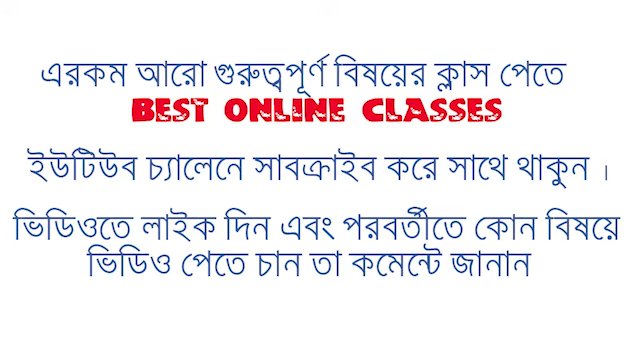 এরকম আরো গুরুত্বপূর্ণ বিষয়ের ক্লাস পেতে
BEST ONLINE CLASSES
ইউটিউব চ্যালেনে সাবক্রাইব করে সাথে থাকুন ।
ভিডিওতে লাইক দিন এবং পরবর্তীতে কোন বিষয়ে
ভিডিও পেতে চান তা কমেন্টে জানান